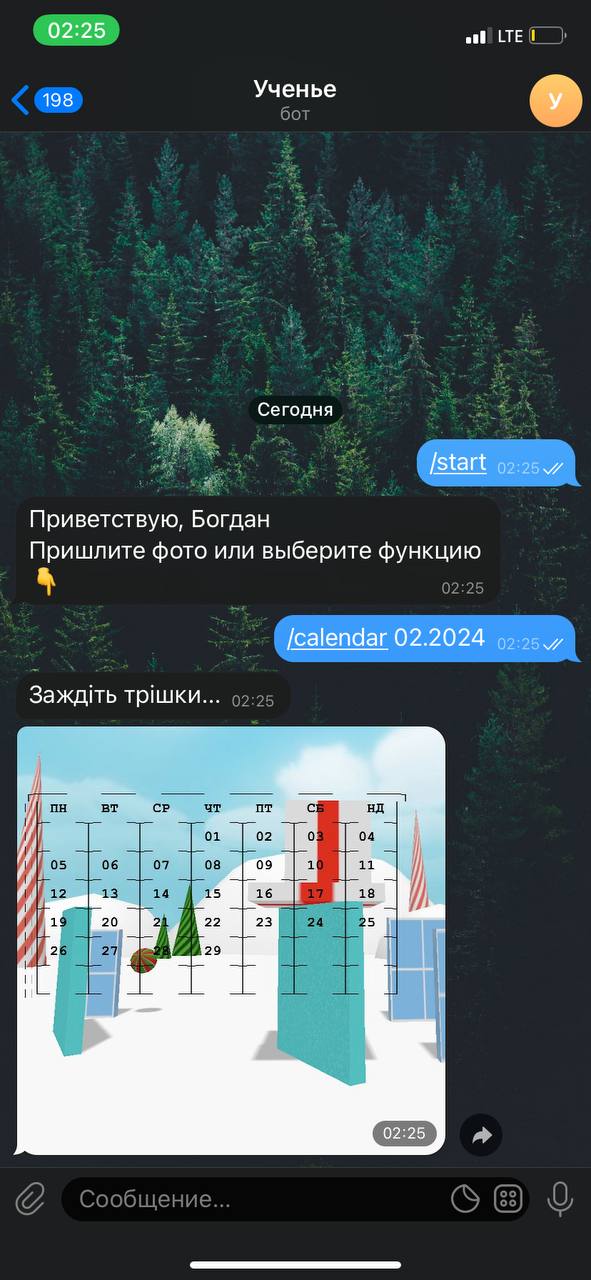 02:25
LTE
198
Ученье
бот
У
Сегодня
/start 02:25
Приветствую, Богдан
Пришлите фото или выберите функцию
👇 02:25
/calendar 02.2024 02:25
Заждіть трішки... 02:25
ПН ВТ СР ЧТ ПТ СБ НД
01 02 03 04
05 06 07 08 09 10 11
12 13 14 15 16 17 18
19 20 21 22 23 24 25
26 27 28 29
02:25
Сообщение...